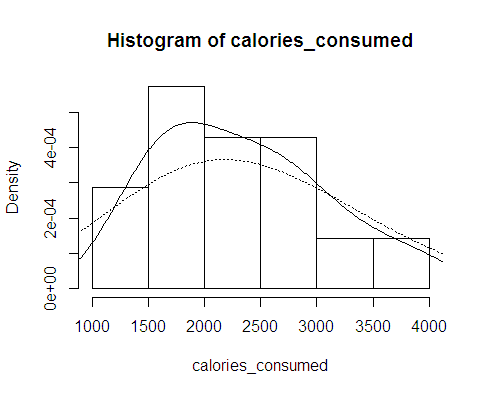 Histogram of calories_consumed
Density
4e-04
2e-04
0e+00
1000 1500 2000 2500 3000 3500 4000
calories_consumed